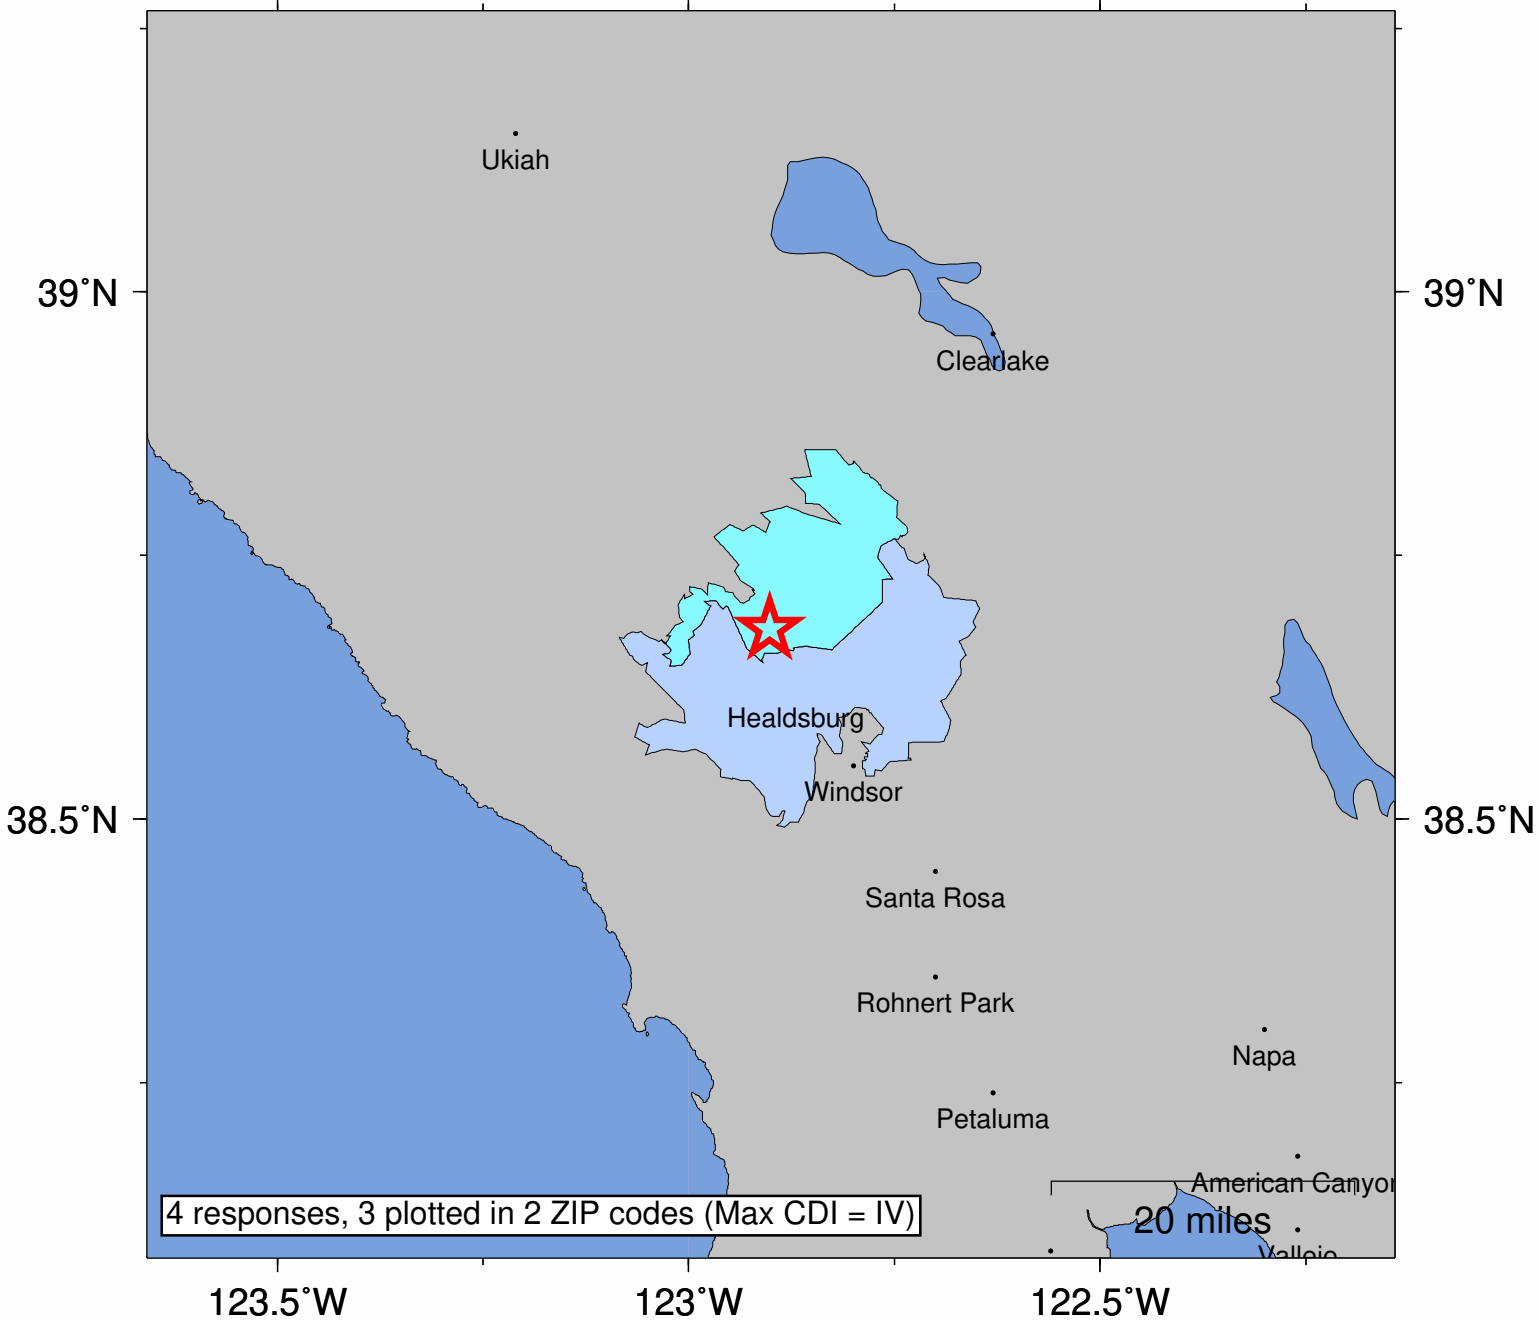 Ukiah
39°N
39°N
Clearlake
Healdsburg
Windsor
38.5°N
38.5°N
Santa Rosa
Rohnert Park
Napa
Petaluma
American Canyon
4 responses, 3 plotted in 2 ZIP codes (Max CDI = IV)
20 miles
Vallejo
123.5°W
123°W
122.5°W